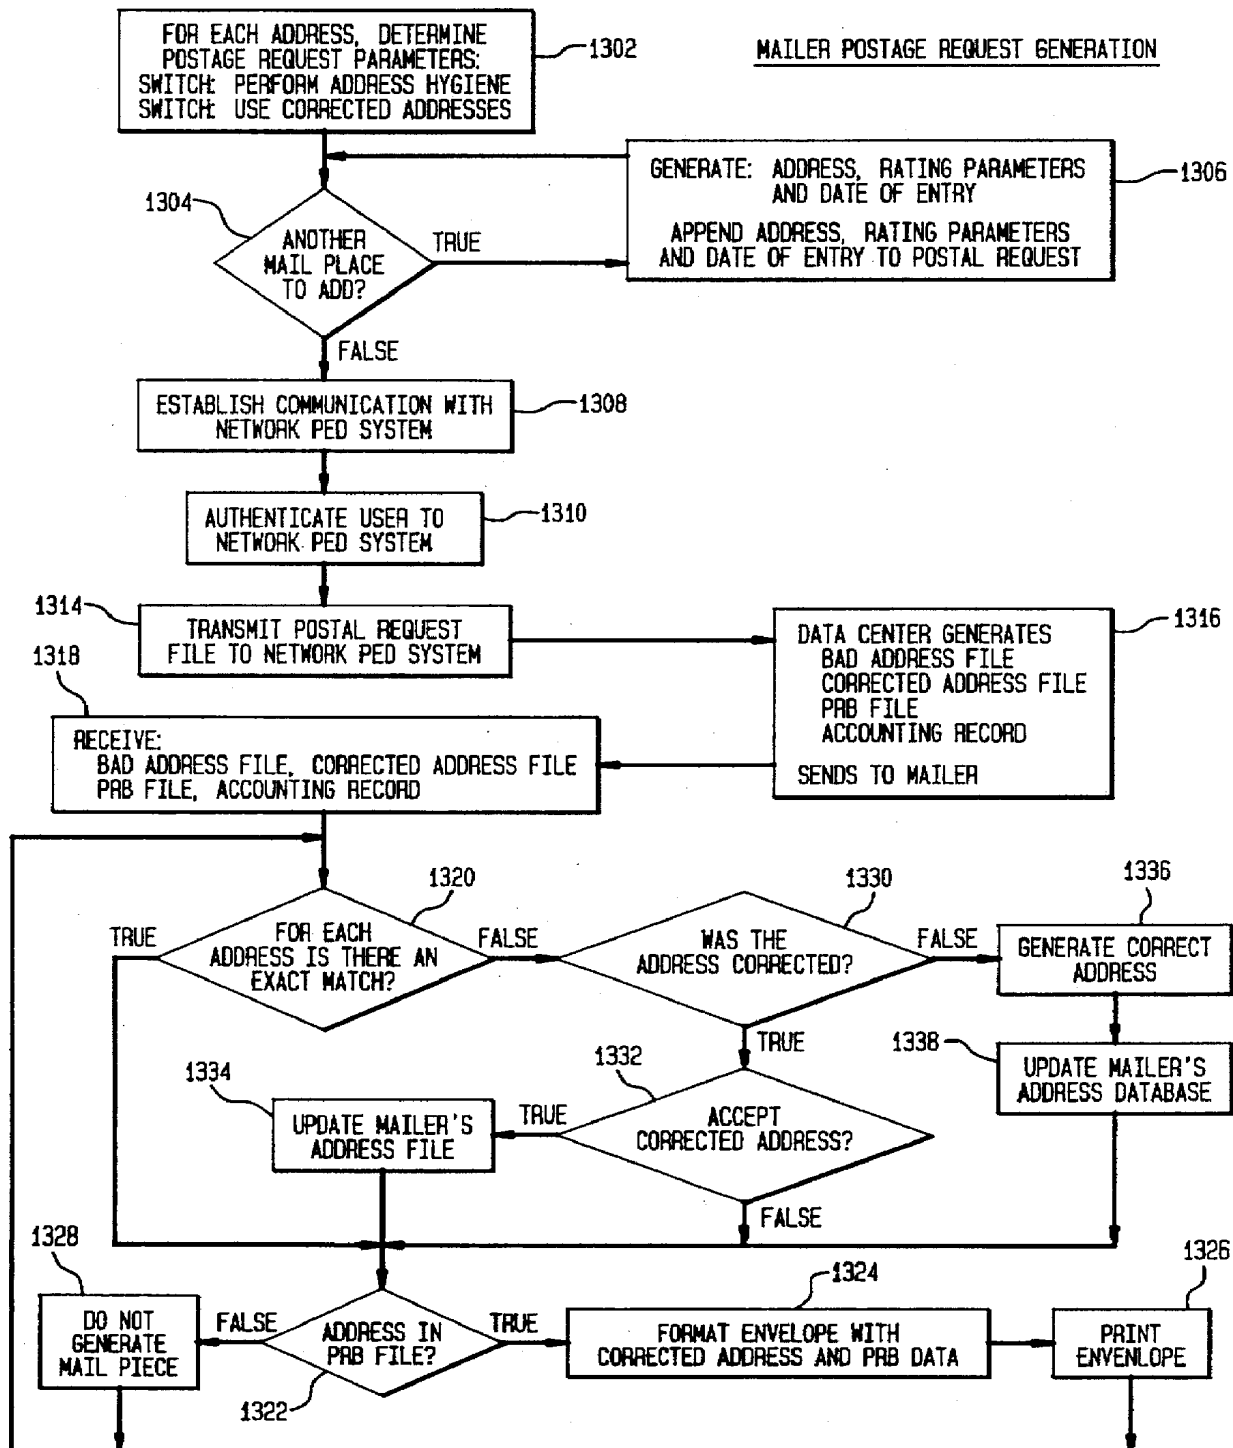 FOR EACH ADDRESS, DETERMINE
POSTAGE REQUEST PARAMETERS:
SWITCH: PERFORM ADDRESS HYGIENE
SWITCH: USE CORRECTED ADDRESSES
1302
MAILER POSTAGE REQUEST GENERATION
GENERATE: ADDRESS, RATING PARAMETERS
AND DATE OF ENTRY
APPEND ADDRESS, RATING PARAMETERS
AND DATE OF ENTRY TO POSTAL REQUEST
1306
1304
ANOTHER
MAIL PLACE
TO ADD?
TRUE
FALSE
ESTABLISH COMMUNICATION WITH
NETWORK PED SYSTEM
1308
AUTHENTICATE USER TO
NETWORK PED SYSTEM
1310
1314
TRANSMIT POSTAL REQUEST
FILE TO NETWORK PED SYSTEM
DATA CENTER GENERATES
BAD ADDRESS FILE
CORRECTED ADDRESS FILE
PRB FILE
ACCOUNTING RECORD
SENDS TO MAILER
1316
1318
RECEIVE:
BAD ADDRESS FILE, CORRECTED ADDRESS FILE
PRB FILE, ACCOUNTING RECORD
1320
TRUE
FOR EACH
ADDRESS IS THERE AN
EXACT MATCH?
FALSE
1330
WAS THE
ADDRESS CORRECTED?
FALSE
TRUE
1336
GENERATE CORRECT
ADDRESS
1338
UPDATE MAILER'S
ADDRESS DATABASE
1332
ACCEPT
CORRECTED ADDRESS?
TRUE
FALSE
1334
UPDATE MAILER'S
ADDRESS FILE
1328
DO NOT
GENERATE
MAIL PIECE
FALSE
ADDRESS IN
PRB FILE?
1322
TRUE
1324
FORMAT ENVELOPE WITH
CORRECTED ADDRESS AND PRB DATA
1326
PRINT
ENVENLOPE